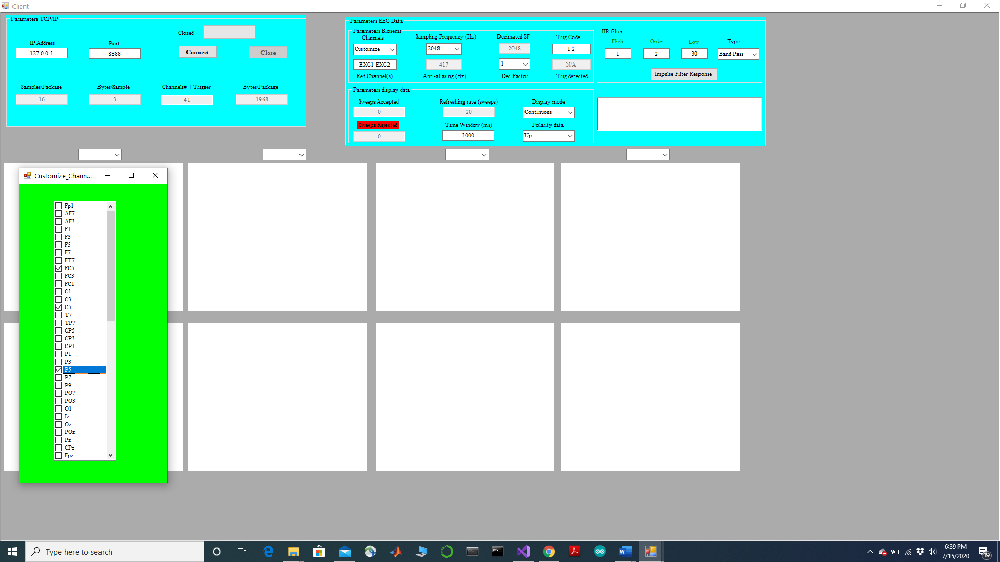 Client
Parameters TCP/IP
Closed
IP Address
Port
127.0.0.1
8888
Connect
Close
Samples/Package
Bytes/Sample
Channels# + Trigger
Bytes/Package
16
3
41
1968
Parameters EEG Data
Parameters Biosemi
Channels
Sampling Frequency (Hz)
Decimated SF
Trig Code
Customize
2048
2048
1 2
EXG1 EXG2
417
1
N/A
Ref Channel(s)
Anti-aliasing (Hz)
Dec Factor
Trig detected
IIR filter
High
Order
Low
Type
1
2
30
Band Pass
Impulse Filter Response
Parameters display data
Sweeps Accepted
Refreshing rate (sweeps)
Display mode
0
20
Continuous
Sweeps Rejected
Time Window (ms)
Polarity data
0
1000
Up
Customize_Chann...
Fp1
AF7
AF3
F1
F3
F5
F7
FT7
FC5
FC3
FC1
C1
C3
C5
T7
TP7
CP5
CP3
CP1
P1
P3
P5
P7
P9
PO7
PO3
O1
Iz
Oz
POz
Pz
CPz
Fpz
Type here to search
6:39 PM
7/15/2020
19